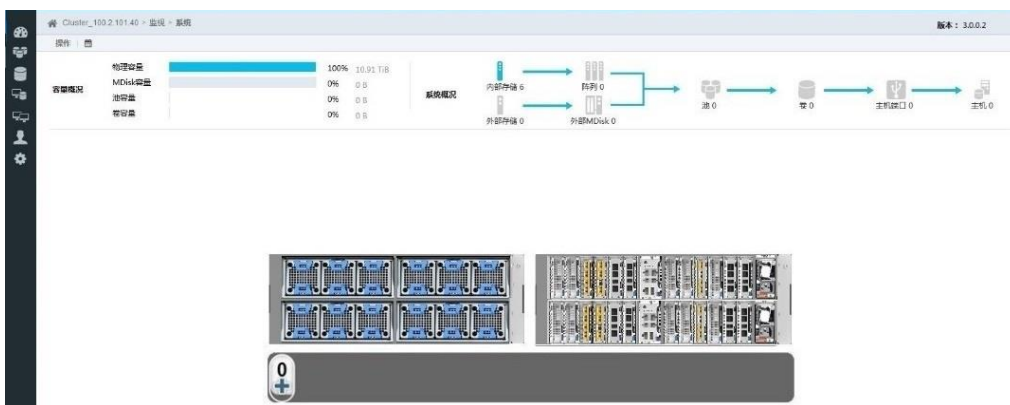 Cluster_100.2.101.40 > 监视 > 系统
版本： 3.0.0.2
操作
容量概况
物理容量 100% 10.91 TiB
MDisk容量 0% 0 B
池容量 0% 0 B
卷容量 0% 0 B
系统概况
内部存储 6
阵列 0
外部存储 0
外部MDisk 0
池 0
卷 0
主机端口 0
主机 0
0